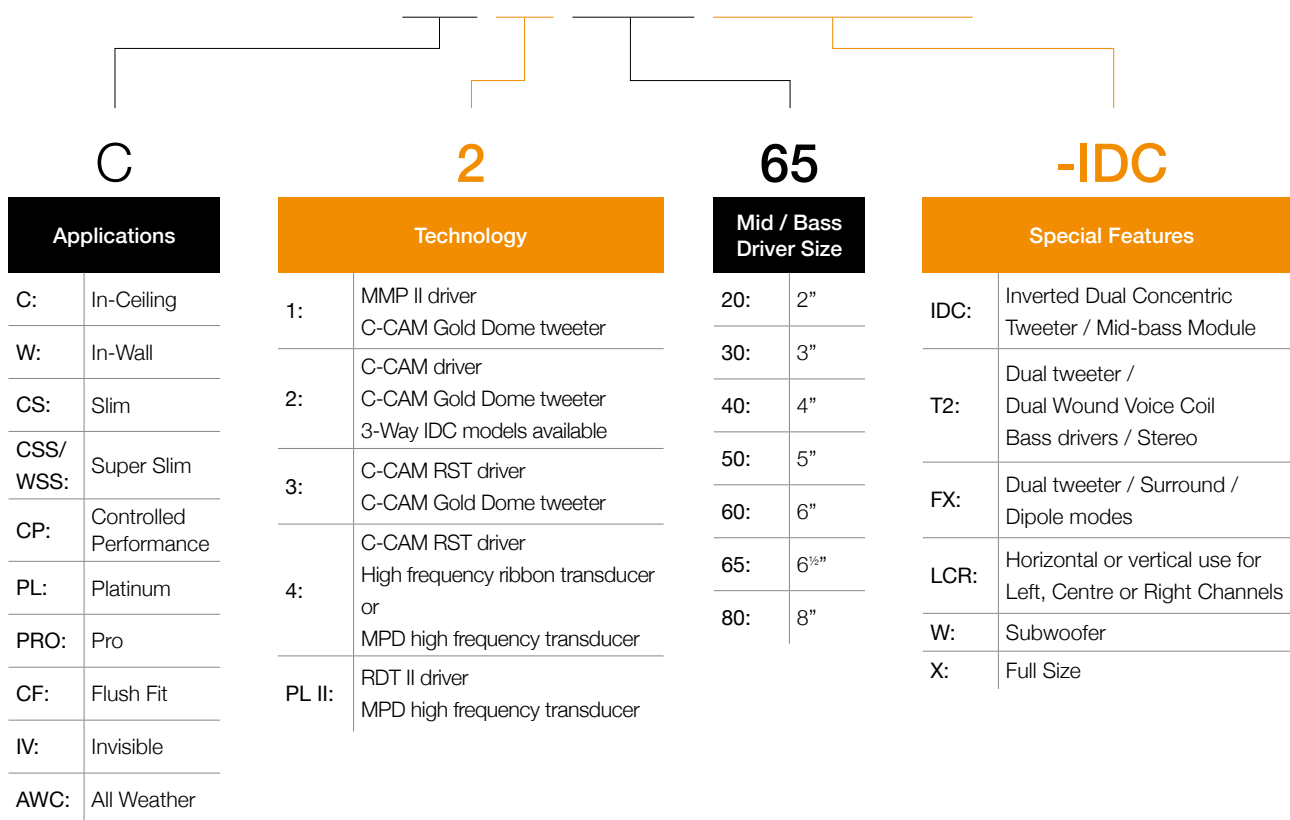 C
2
65
-IDC
Applications
C: In-Ceiling
W: In-Wall
CS: Slim
CSS/
WSS: Super Slim
CP: Controlled
Performance
PL: Platinum
PRO: Pro
CF: Flush Fit
IV: Invisible
AWC: All Weather
Technology
1: MMP II driver
C-CAM Gold Dome tweeter
2: C-CAM driver
C-CAM Gold Dome tweeter
3-Way IDC models available
3: C-CAM RST driver
C-CAM Gold Dome tweeter
4: C-CAM RST driver
High frequency ribbon transducer
or
MPD high frequency transducer
PL II: RDT II driver
MPD high frequency transducer
Mid / Bass
Driver Size
20: 2”
30: 3”
40: 4”
50: 5”
60: 6”
65: 6½”
80: 8”
Special Features
IDC: Inverted Dual Concentric
Tweeter / Mid-bass Module
T2: Dual tweeter /
Dual Wound Voice Coil
Bass drivers / Stereo
FX: Dual tweeter / Surround /
Dipole modes
LCR: Horizontal or vertical use for
Left, Centre or Right Channels
W: Subwoofer
X: Full Size